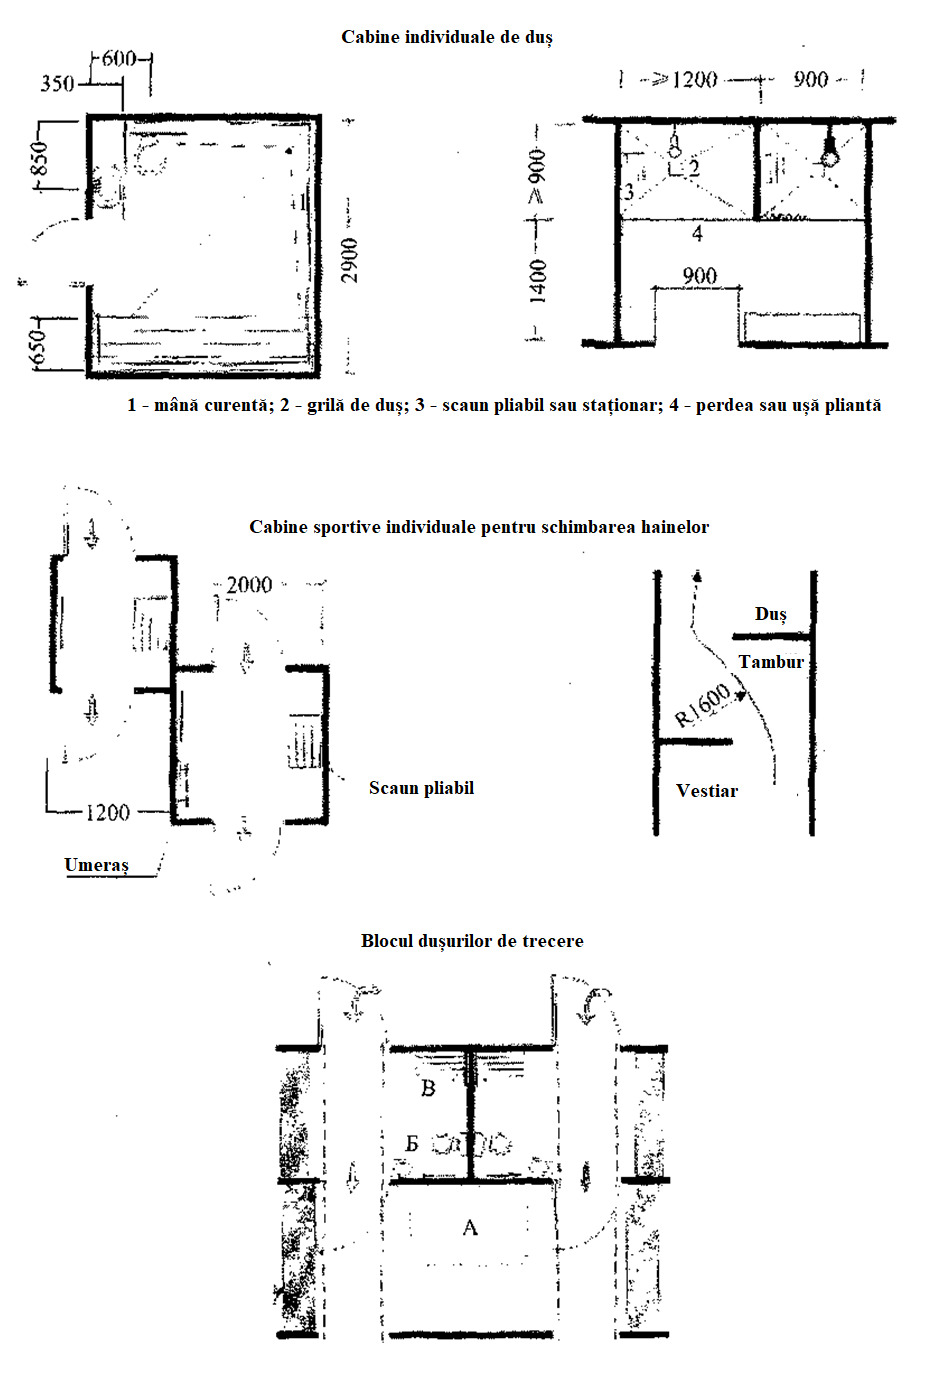 Cabine individuale de duș
600
350
850
1
2900
650
≥1200
900
≥900
2
3
4
1400
900
1 - mână curentă; 2 - grilă de duș; 3 - scaun pliabil sau staționar; 4 - perdea sau ușă pliantă
Cabine sportive individuale pentru schimbarea hainelor
2000
1200
Scaun pliabil
Umeraș
Duș
Tambur
R1600
Vestiar
Blocul dușurilor de trecere
В
Б
А